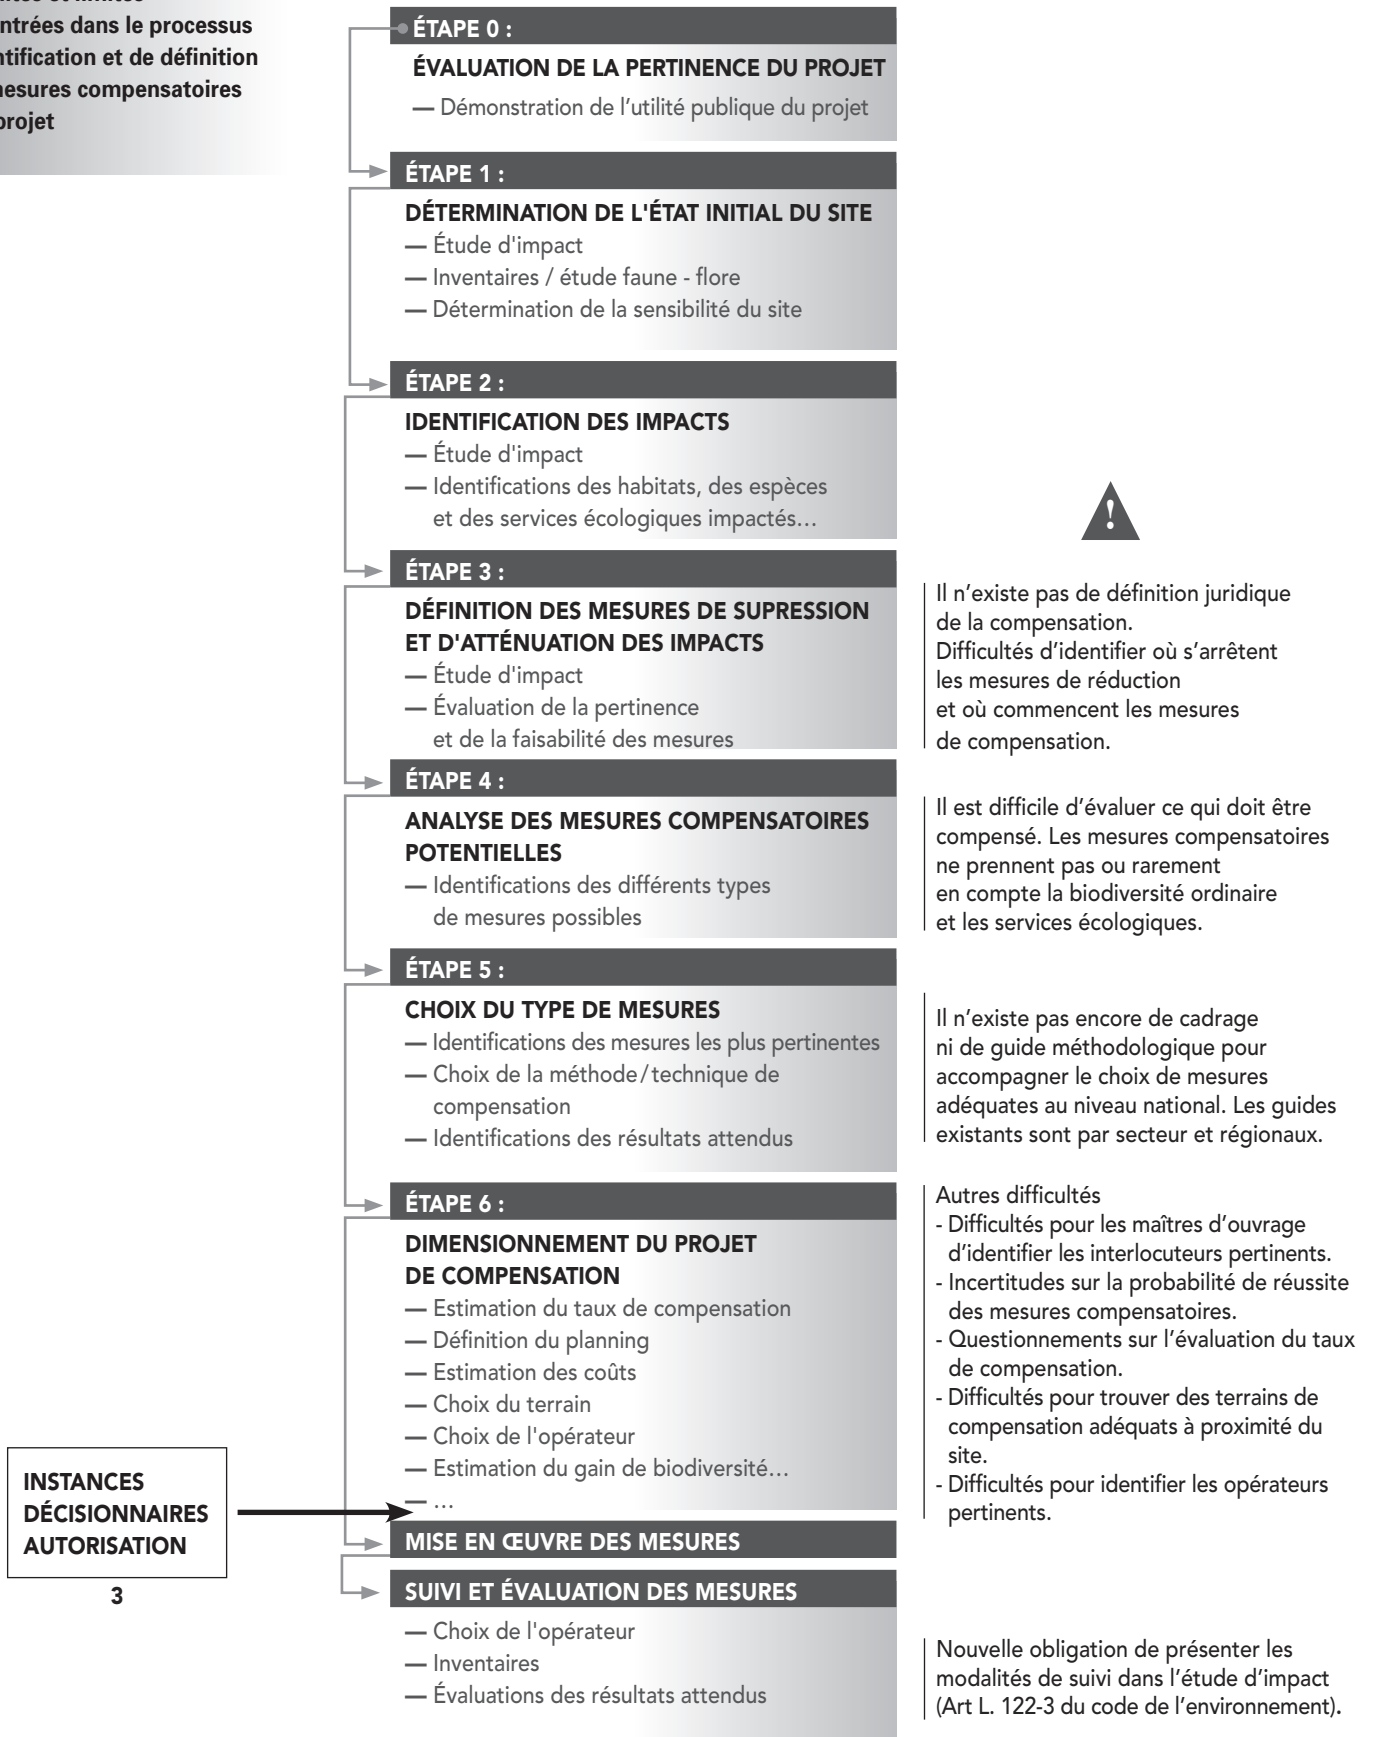 dans le processus
et de définition
compensatoires
ÉTAPE 0 :
ÉVALUATION DE LA PERTINENCE DU PROJET
— Démonstration de l’utilité publique du projet
ÉTAPE 1 :
DÉTERMINATION DE L'ÉTAT INITIAL DU SITE
— Étude d'impact
— Inventaires / étude faune - flore
— Détermination de la sensibilité du site
ÉTAPE 2 :
IDENTIFICATION DES IMPACTS
— Étude d'impact
— Identifications des habitats, des espèces
et des services écologiques impactés…
!
ÉTAPE 3 :
DÉFINITION DES MESURES DE SUPRESSION
ET D'ATTÉNUATION DES IMPACTS
— Étude d'impact
— Évaluation de la pertinence
et de la faisabilité des mesures
Il n’existe pas de définition juridique
de la compensation.
Difficultés d’identifier où s’arrêtent
les mesures de réduction
et où commencent les mesures
de compensation.
ÉTAPE 4 :
ANALYSE DES MESURES COMPENSATOIRES
POTENTIELLES
— Identifications des différents types
de mesures possibles
Il est difficile d’évaluer ce qui doit être
compensé. Les mesures compensatoires
ne prennent pas ou rarement
en compte la biodiversité ordinaire
et les services écologiques.
ÉTAPE 5 :
CHOIX DU TYPE DE MESURES
— Identifications des mesures les plus pertinentes
— Choix de la méthode / technique de
compensation
— Identifications des résultats attendus
Il n’existe pas encore de cadrage
ni de guide méthodologique pour
accompagner le choix de mesures
adéquates au niveau national. Les guides
existants sont par secteur et régionaux.
ÉTAPE 6 :
DIMENSIONNEMENT DU PROJET
DE COMPENSATION
— Estimation du taux de compensation
— Définition du planning
— Estimation des coûts
— Choix du terrain
— Choix de l'opérateur
— Estimation du gain de biodiversité…
— …
Autres difficultés
- Difficultés pour les maîtres d’ouvrage
d’identifier les interlocuteurs pertinents.
- Incertitudes sur la probabilité de réussite
des mesures compensatoires.
- Questionnements sur l’évaluation du taux
de compensation.
- Difficultés pour trouver des terrains de
compensation adéquats à proximité du
site.
- Difficultés pour identifier les opérateurs
pertinents.
INSTANCES
DÉCISIONNAIRES
AUTORISATION
3
MISE EN ŒUVRE DES MESURES
SUIVI ET ÉVALUATION DES MESURES
— Choix de l'opérateur
— Inventaires
— Évaluations des résultats attendus
Nouvelle obligation de présenter les
modalités de suivi dans l’étude d’impact
(Art L. 122-3 du code de l’environnement).